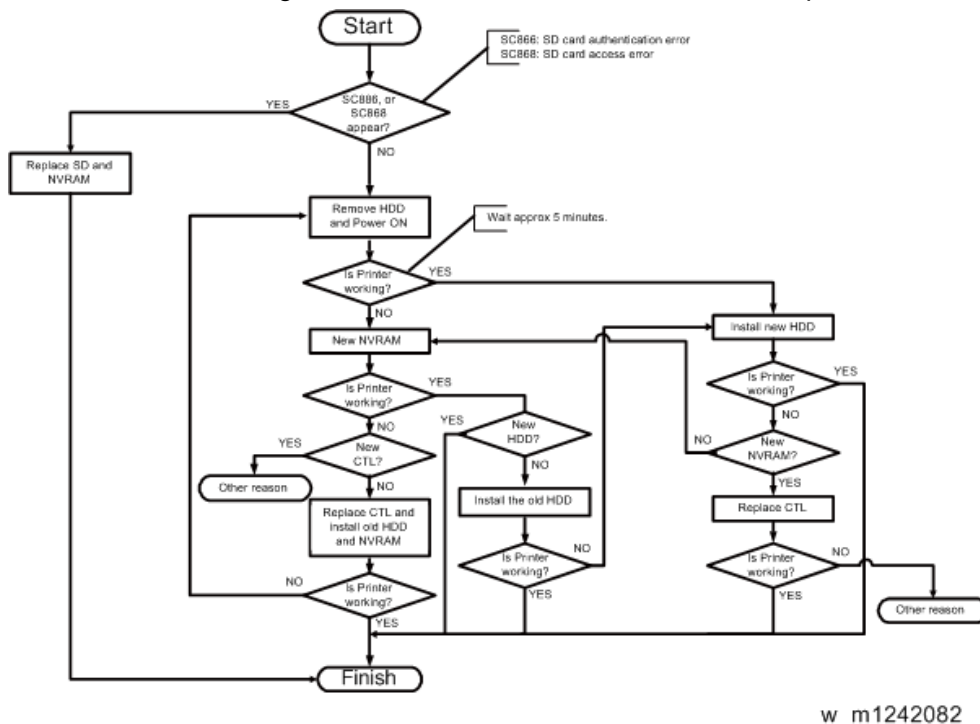 Start
SC866: SD card authentication error
SC868: SD card access error
SC886, or
SC868
appear?
YES
NO
Replace SD and
NVRAM
Remove HDD
and Power ON
Wait approx 5 minutes.
Is Printer
working?
YES
NO
Install new HDD
New NVRAM
Is Printer
working?
YES
NO
Is Printer
working?
YES
NO
New
HDD?
YES
NO
New
CTL?
YES
NO
New
NVRAM?
NO
YES
Other reason
Install the old HDD
Replace CTL
Replace CTL and
install old HDD
and NVRAM
Is Printer
working?
NO
YES
Is Printer
working?
NO
YES
Is Printer
working?
NO
YES
Other reason
Finish
w_m1242082